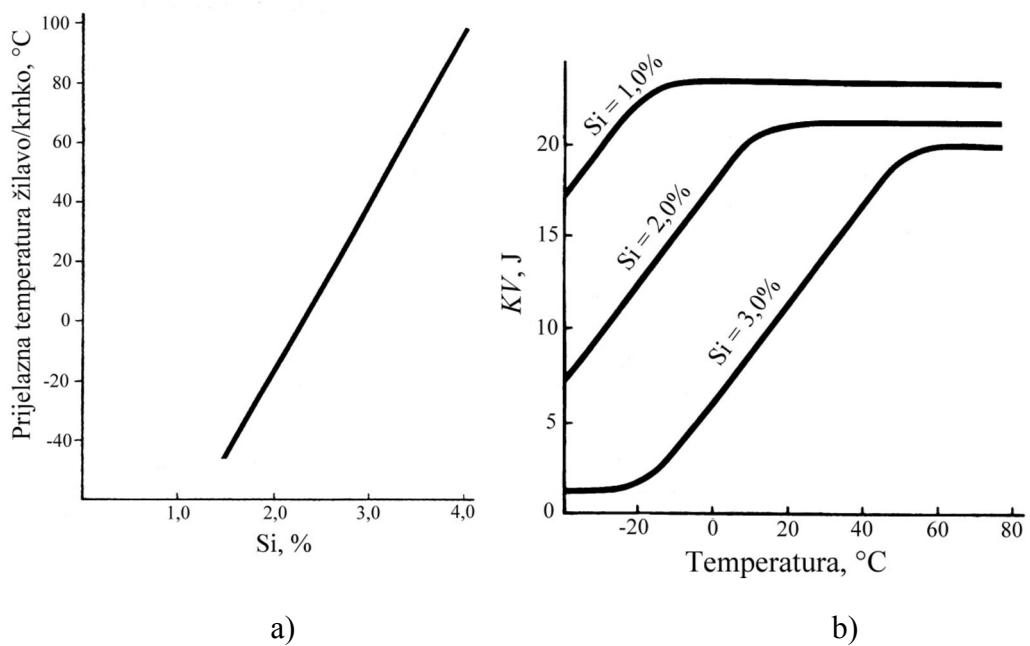 Prijelazna temperatura žilavo/krhko, °C
100
80
60
40
20
0
-20
-40
1,0
2,0
3,0
4,0
Si, %
a)
KV, J
20
15
10
5
0
Si = 1,0%
Si = 2,0%
Si = 3,0%
-20
0
20
40
60
80
Temperatura, °C
b)